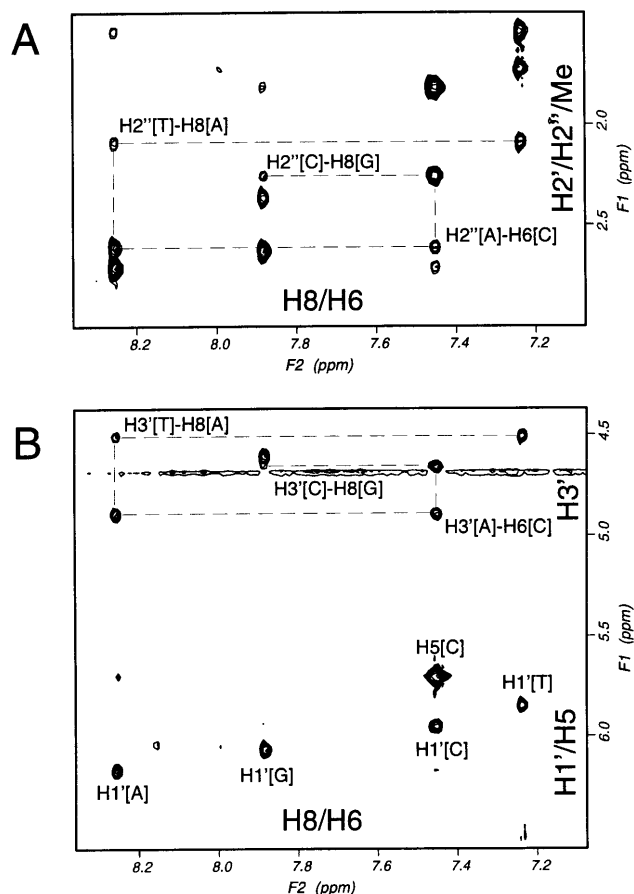 A
H2''[T]-H8[A]
H2''[C]-H8[G]
H2''[A]-H6[C]
H8/H6
H2'/H2''/Me
2.0
2.5
F1 (ppm)
8.2 8.0 7.8 7.6 7.4 7.2
F2 (ppm)
B
H3'[T]-H8[A]
H3'[C]-H8[G]
H3'[A]-H6[C]
H3'
4.5
5.0
5.5
6.0
F1 (ppm)
H5[C]
H1'[T]
H1'[C]
H1'[G]
H1'[A]
H1'/H5
H8/H6
8.2 8.0 7.8 7.6 7.4 7.2
F2 (ppm)